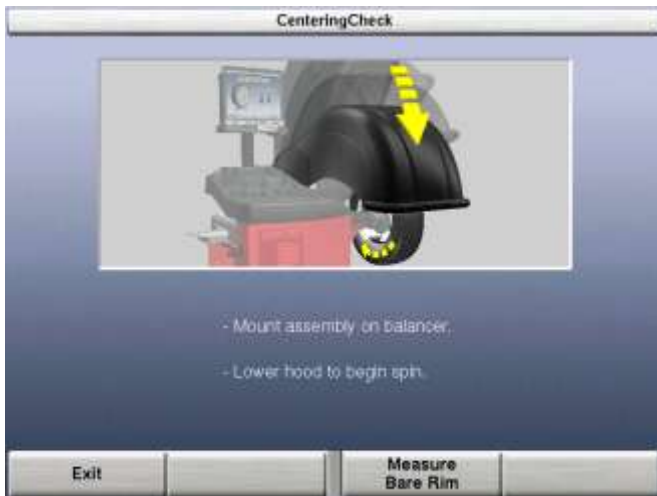 CenteringCheck
- Mount assembly on balancer.
- Lower hood to begin spin.
Exit
Measure
Bare Rim